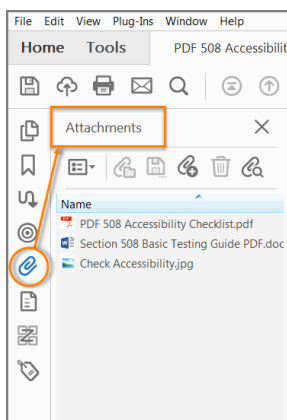 File Edit View Plug-Ins Window Help
Home Tools PDF 508 Accessibilit
Attachments
Name
PDF 508 Accessibility Checklist.pdf
Section 508 Basic Testing Guide PDF.doc
Check Accessibility.jpg